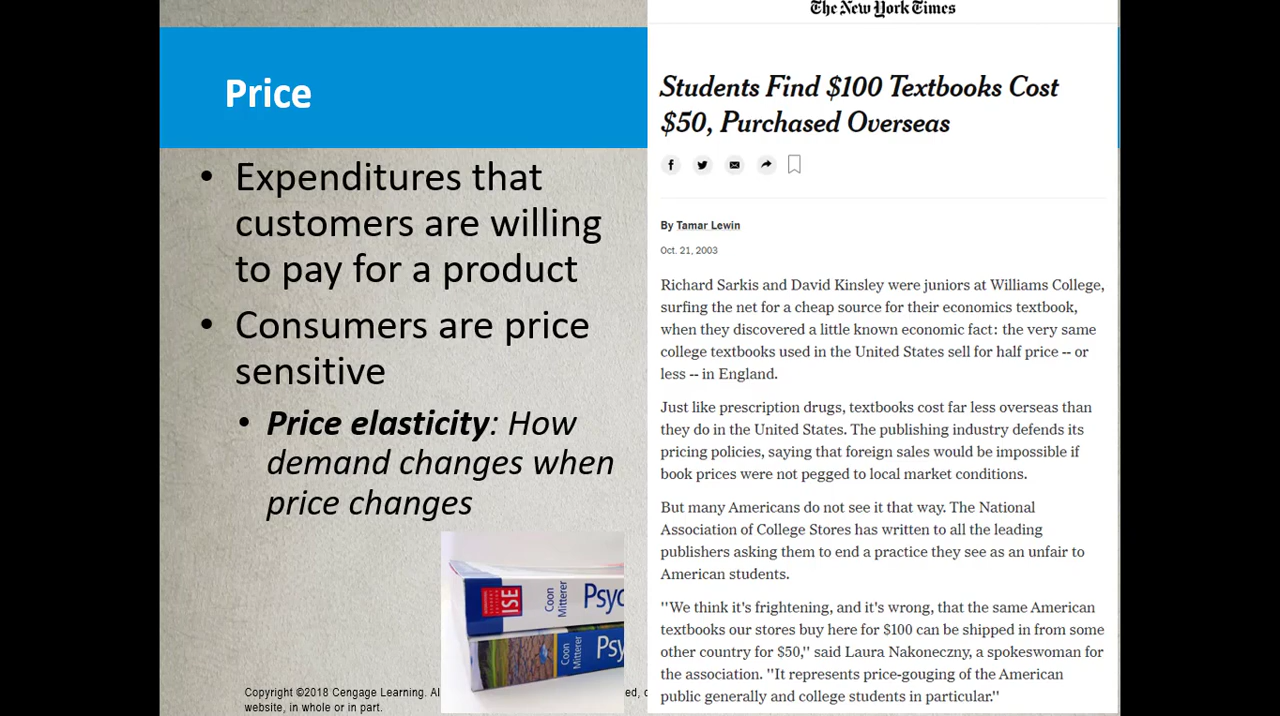 Price
• Expenditures that
customers are willing
to pay for a product
• Consumers are price
sensitive
• Price elasticity: How
demand changes when
price changes
ISE
Coon
Mitterer
Coon
Mitterer
Copyright ©2018 Cengage Learning.
website, in whole or in part.
The New York Times
Students Find $100 Textbooks Cost
$50, Purchased Overseas
By Tamar Lewin
Oct. 21, 2003
Richard Sarkis and David Kinsley were juniors at Williams College,
surfing the net for a cheap source for their economics textbook,
when they discovered a little known economic fact: the very same
college textbooks used in the United States sell for half price -- or
less -- in England.
Just like prescription drugs, textbooks cost far less overseas than
they do in the United States. The publishing industry defends its
pricing policies, saying that foreign sales would be impossible if
book prices were not pegged to local market conditions.
But many Americans do not see it that way. The National
Association of College Stores has written to all the leading
publishers asking them to end a practice they see as an unfair to
American students.
"We think it's frightening, and it's wrong, that the same American
textbooks our stores buy here for $100 can be shipped in from some
other country for $50," said Laura Nakoneczny, a spokeswoman for
the association. "It represents price-gouging of the American
public generally and college students in particular."